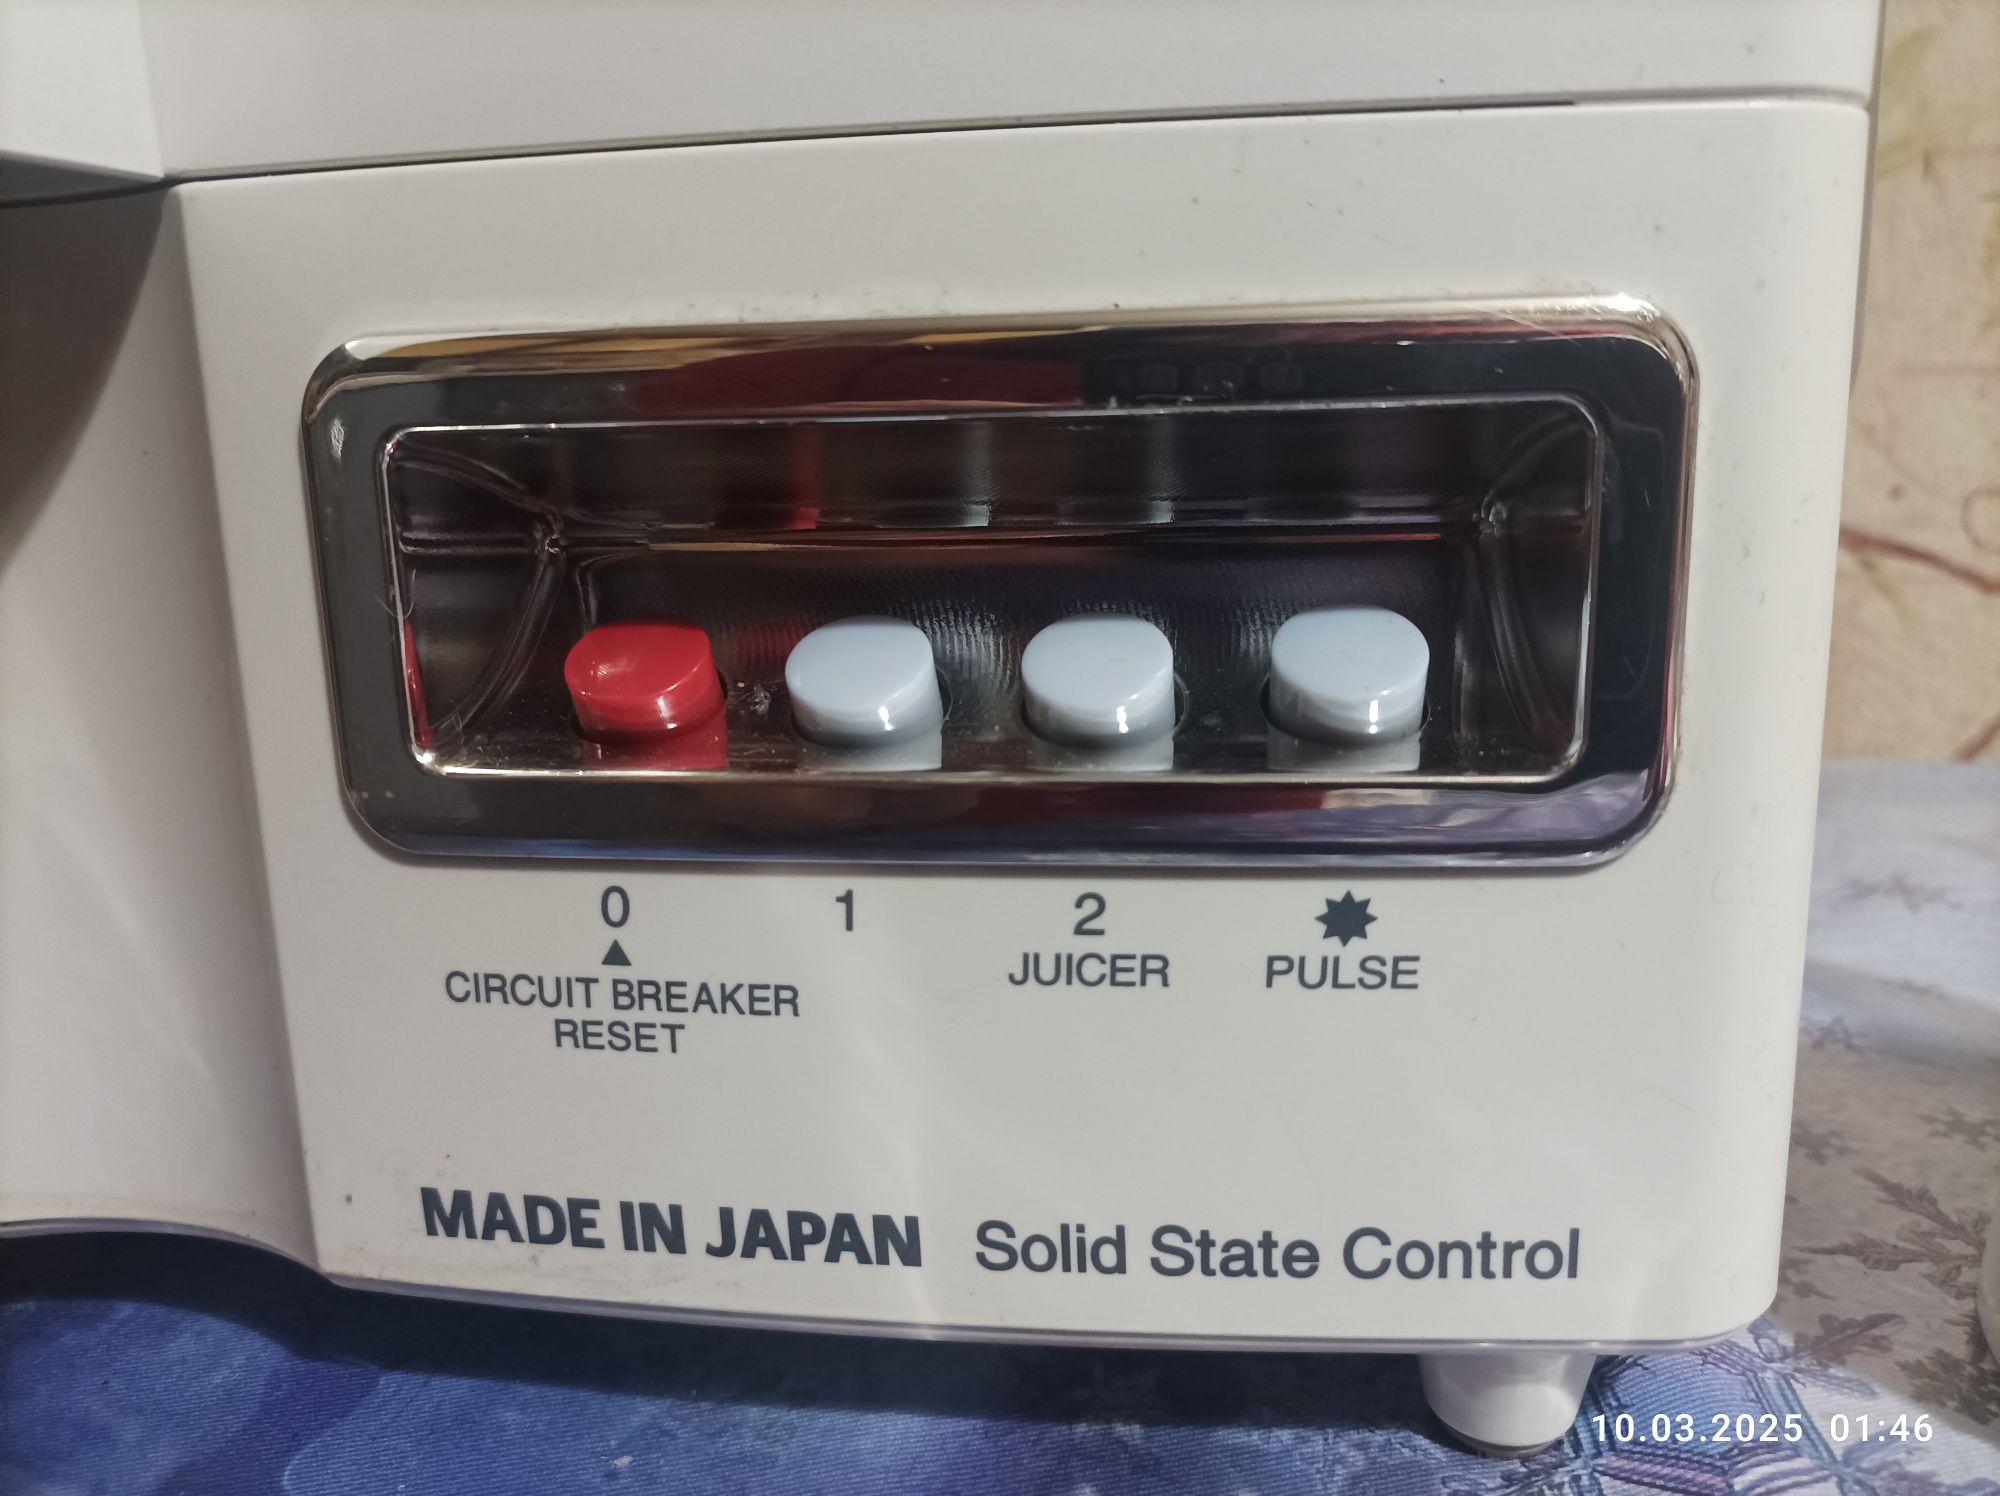 0 1 2
▲ JUICER PULSE
CIRCUIT BREAKER
RESET
MADE IN JAPAN Solid State Control
10.03.2025 01:46